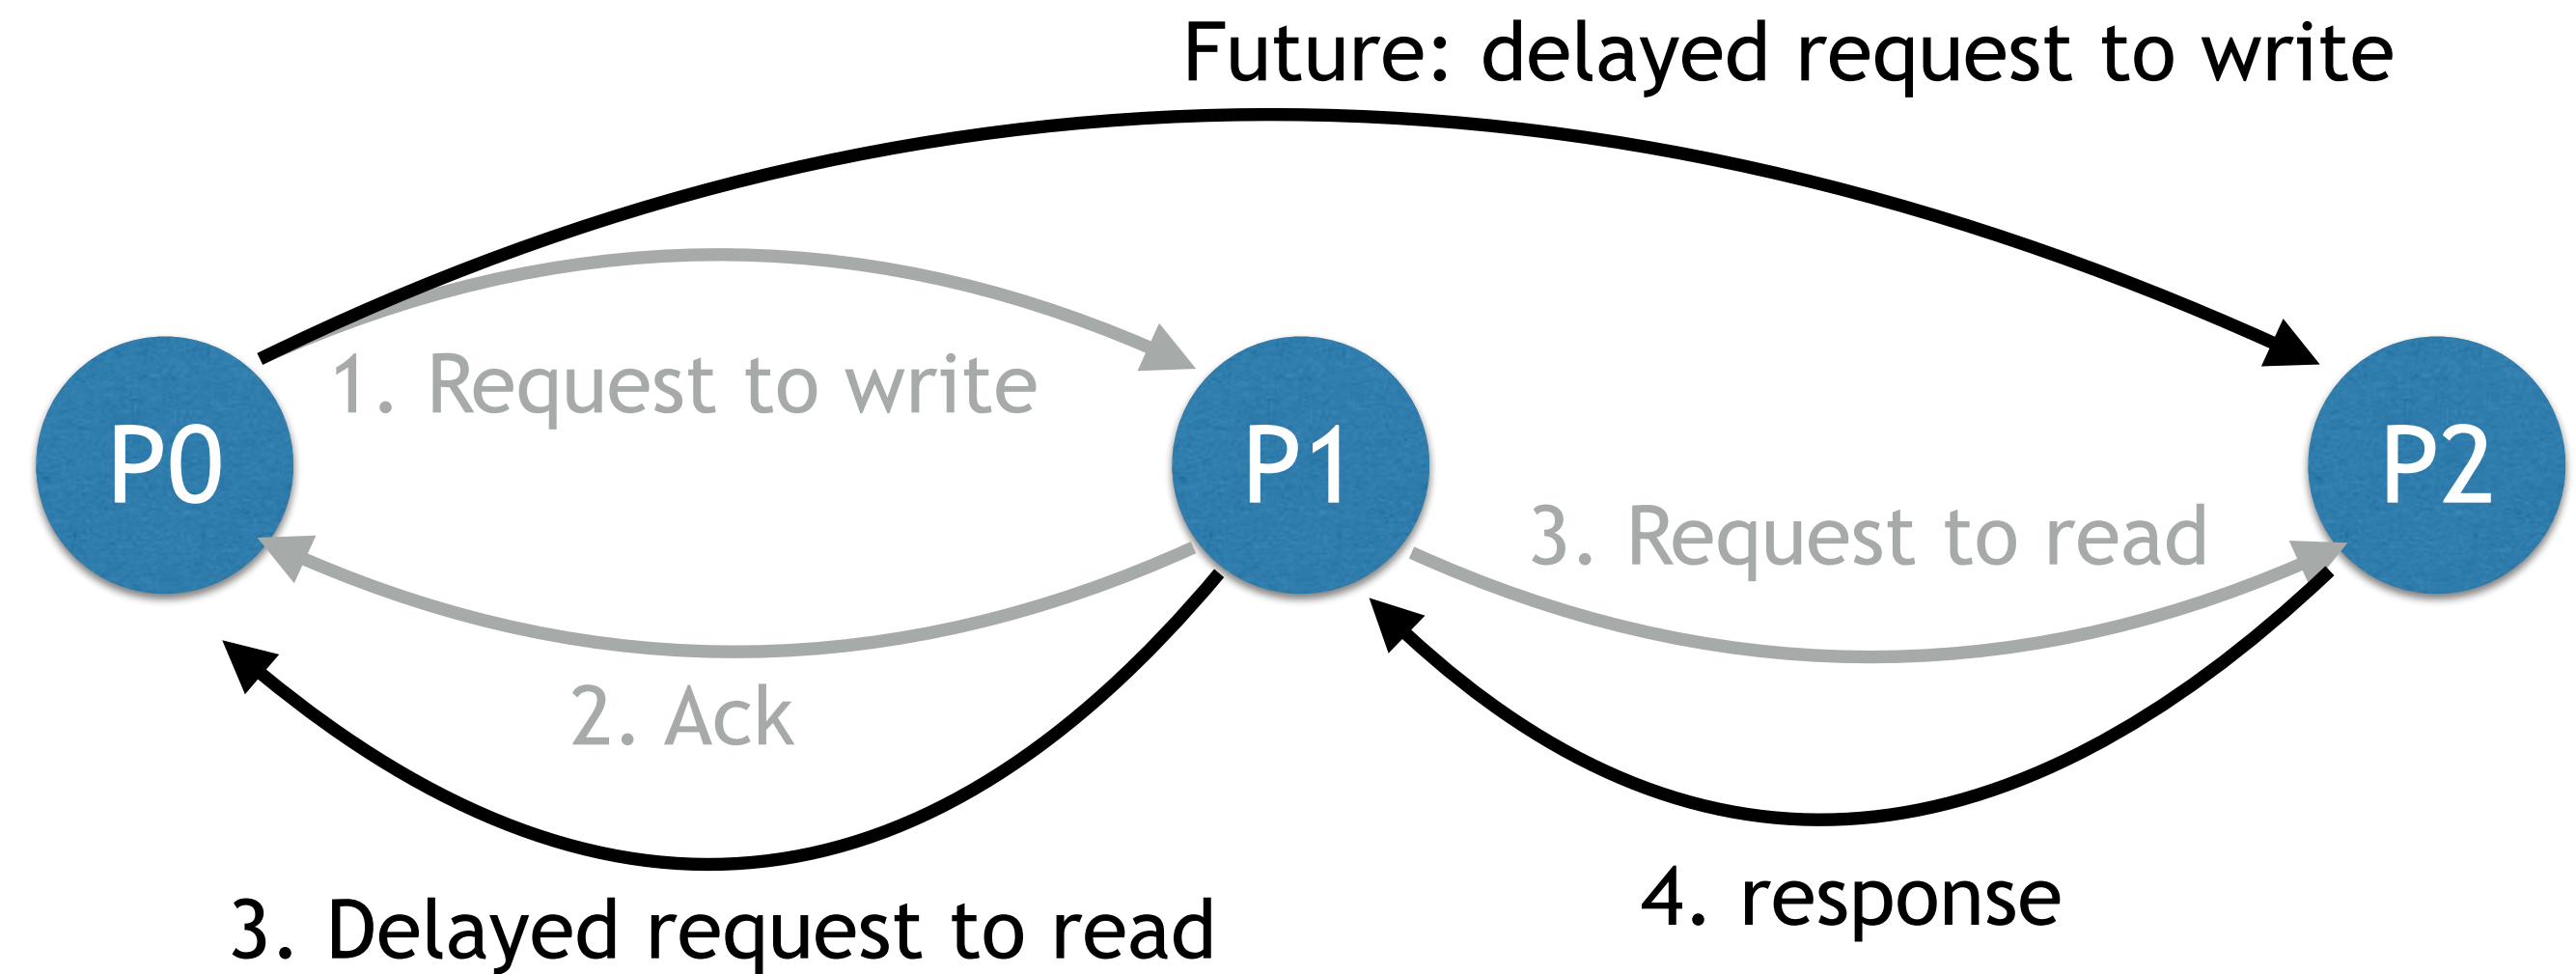 Future: delayed request to write
1. Request to write
P0
P1
P2
3. Request to read
2. Ack
4. response
3. Delayed request to read